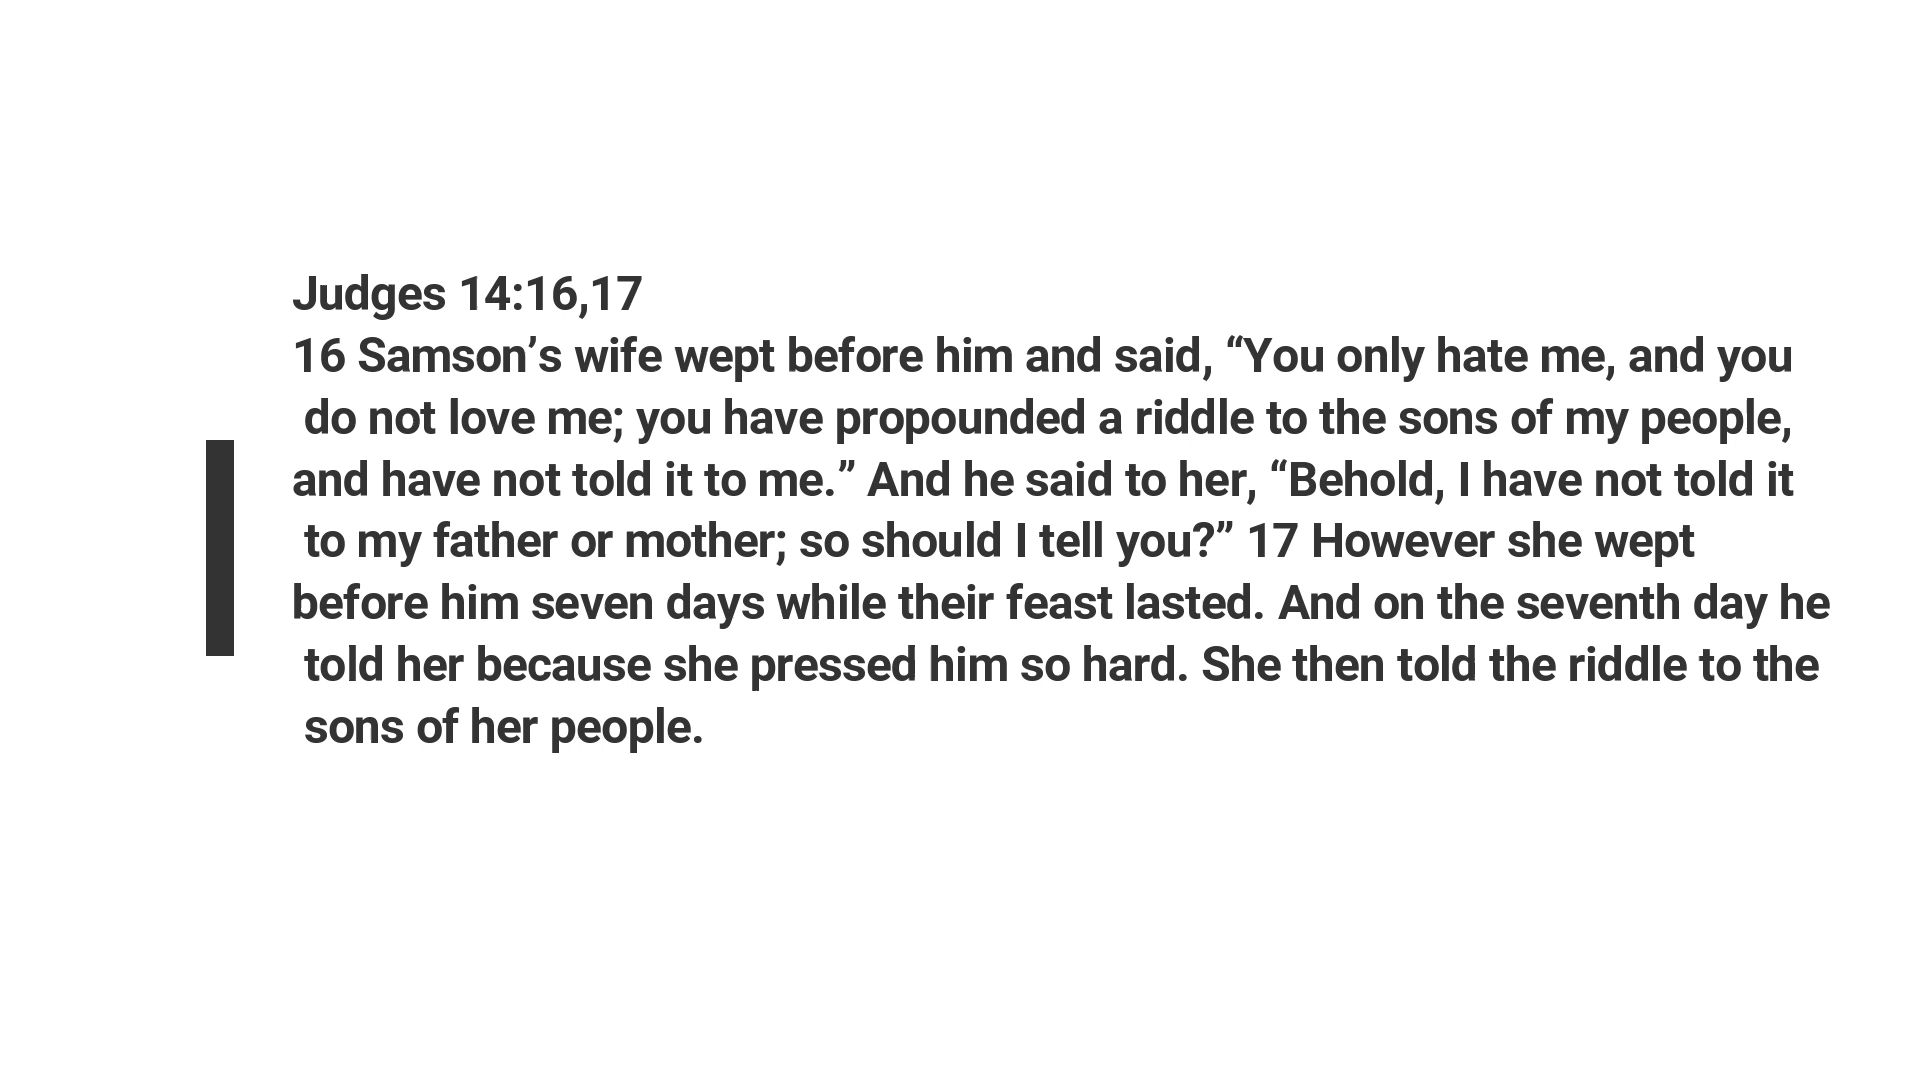 Judges 14:16,17
16 Samson’s wife wept before him and said, “You only hate me, and you
do not love me; you have propounded a riddle to the sons of my people,
and have not told it to me.” And he said to her, “Behold, I have not told it
to my father or mother; so should I tell you?” 17 However she wept
before him seven days while their feast lasted. And on the seventh day he
told her because she pressed him so hard. She then told the riddle to the
sons of her people.